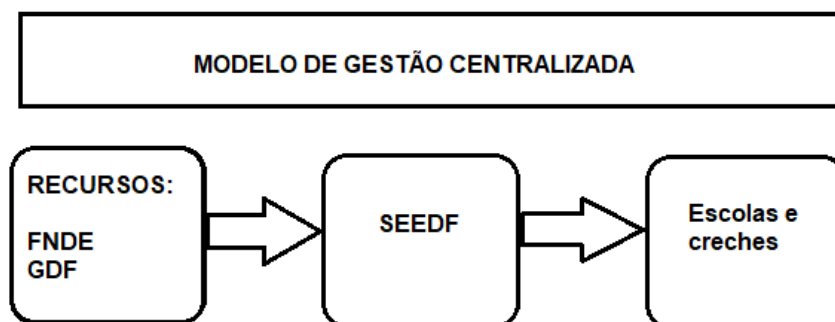 MODELO DE GESTÃO CENTRALIZADA
RECURSOS:
FNDE
GDF
SEEDF
Escolas e
creches